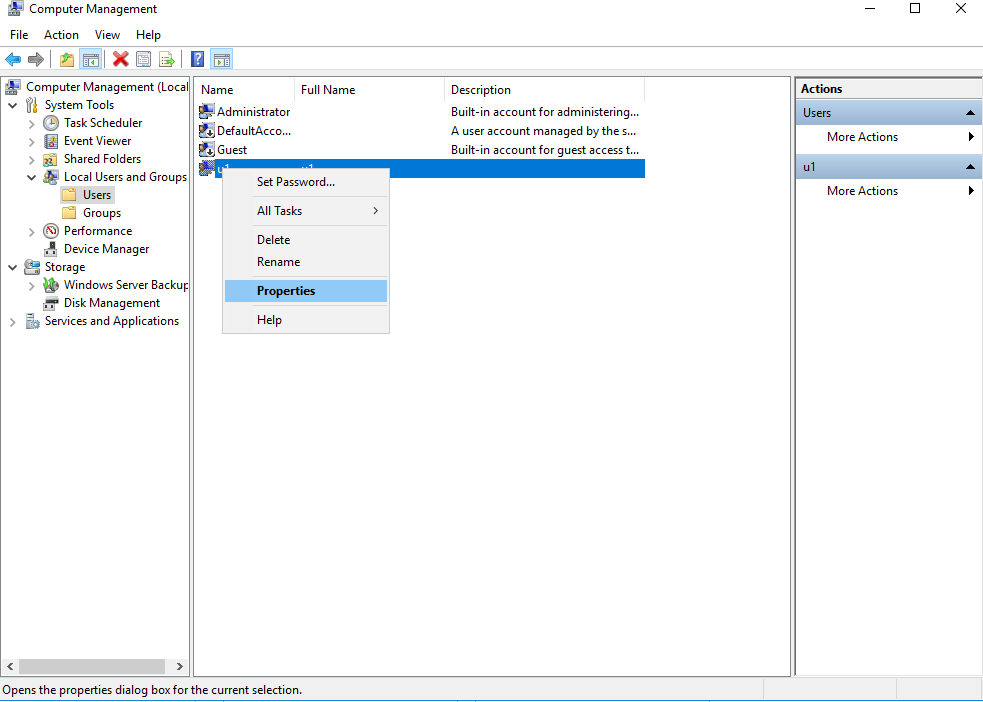 Computer Management
File Action View Help
Computer Management (Local
System Tools
Task Scheduler
Event Viewer
Shared Folders
Local Users and Groups
Users
Groups
Performance
Device Manager
Storage
Windows Server Backup
Disk Management
Services and Applications
Name Full Name Description
Administrator Built-in account for administering...
DefaultAcco... A user account managed by the s...
Guest Built-in account for guest access t...
u1 u1
Set Password...
All Tasks
Delete
Rename
Properties
Help
Actions
Users
More Actions
u1
More Actions
Opens the properties dialog box for the current selection.